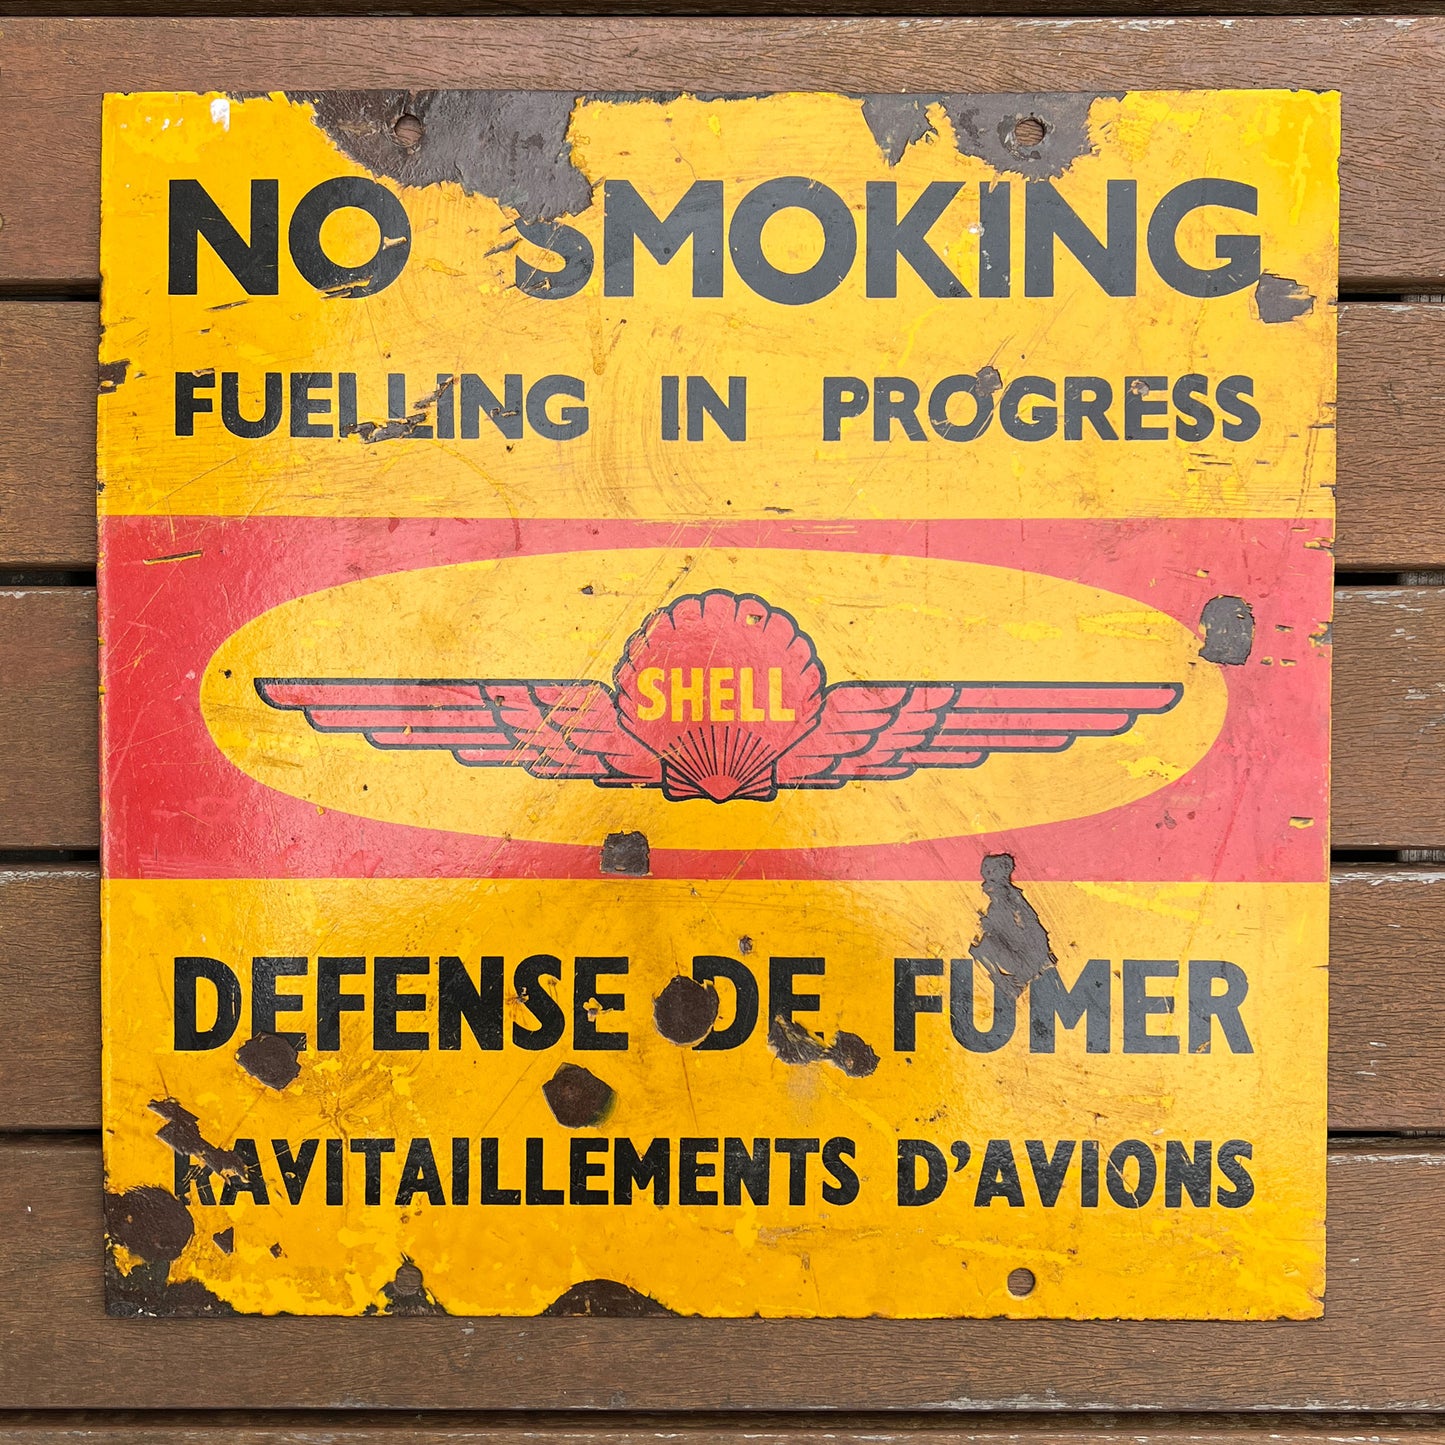 NO SMOKING
FUELLING IN PROGRESS
SHELL
DEFENSE DE FUMER
RAVITAILLEMENTS D'AVIONS